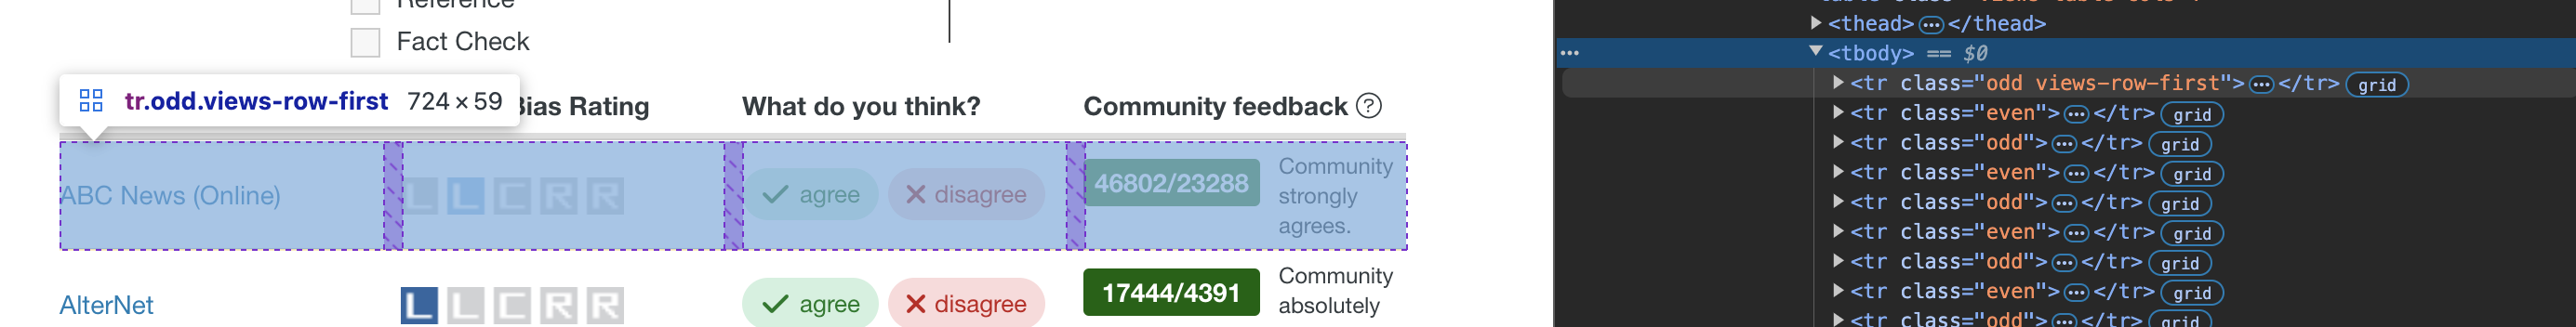 Reference
Fact Check
tr.odd.views-row-first 724 × 59
Bias Rating
What do you think?
Community feedback ?
ABC News (Online)
L L C R R
agree
disagree
46802/23288
Community
strongly
agrees.
AlterNet
L L C R R
agree
disagree
17444/4391
Community
absolutely
<thead>…</thead>
… <tbody> == $0
<tr class="odd views-row-first">…</tr> grid
<tr class="even">…</tr> grid
<tr class="odd">…</tr> grid
<tr class="even">…</tr> grid
<tr class="odd">…</tr> grid
<tr class="even">…</tr> grid
<tr class="odd">…</tr> grid
<tr class="even">…</tr> grid
<tr class="odd">…</tr> grid